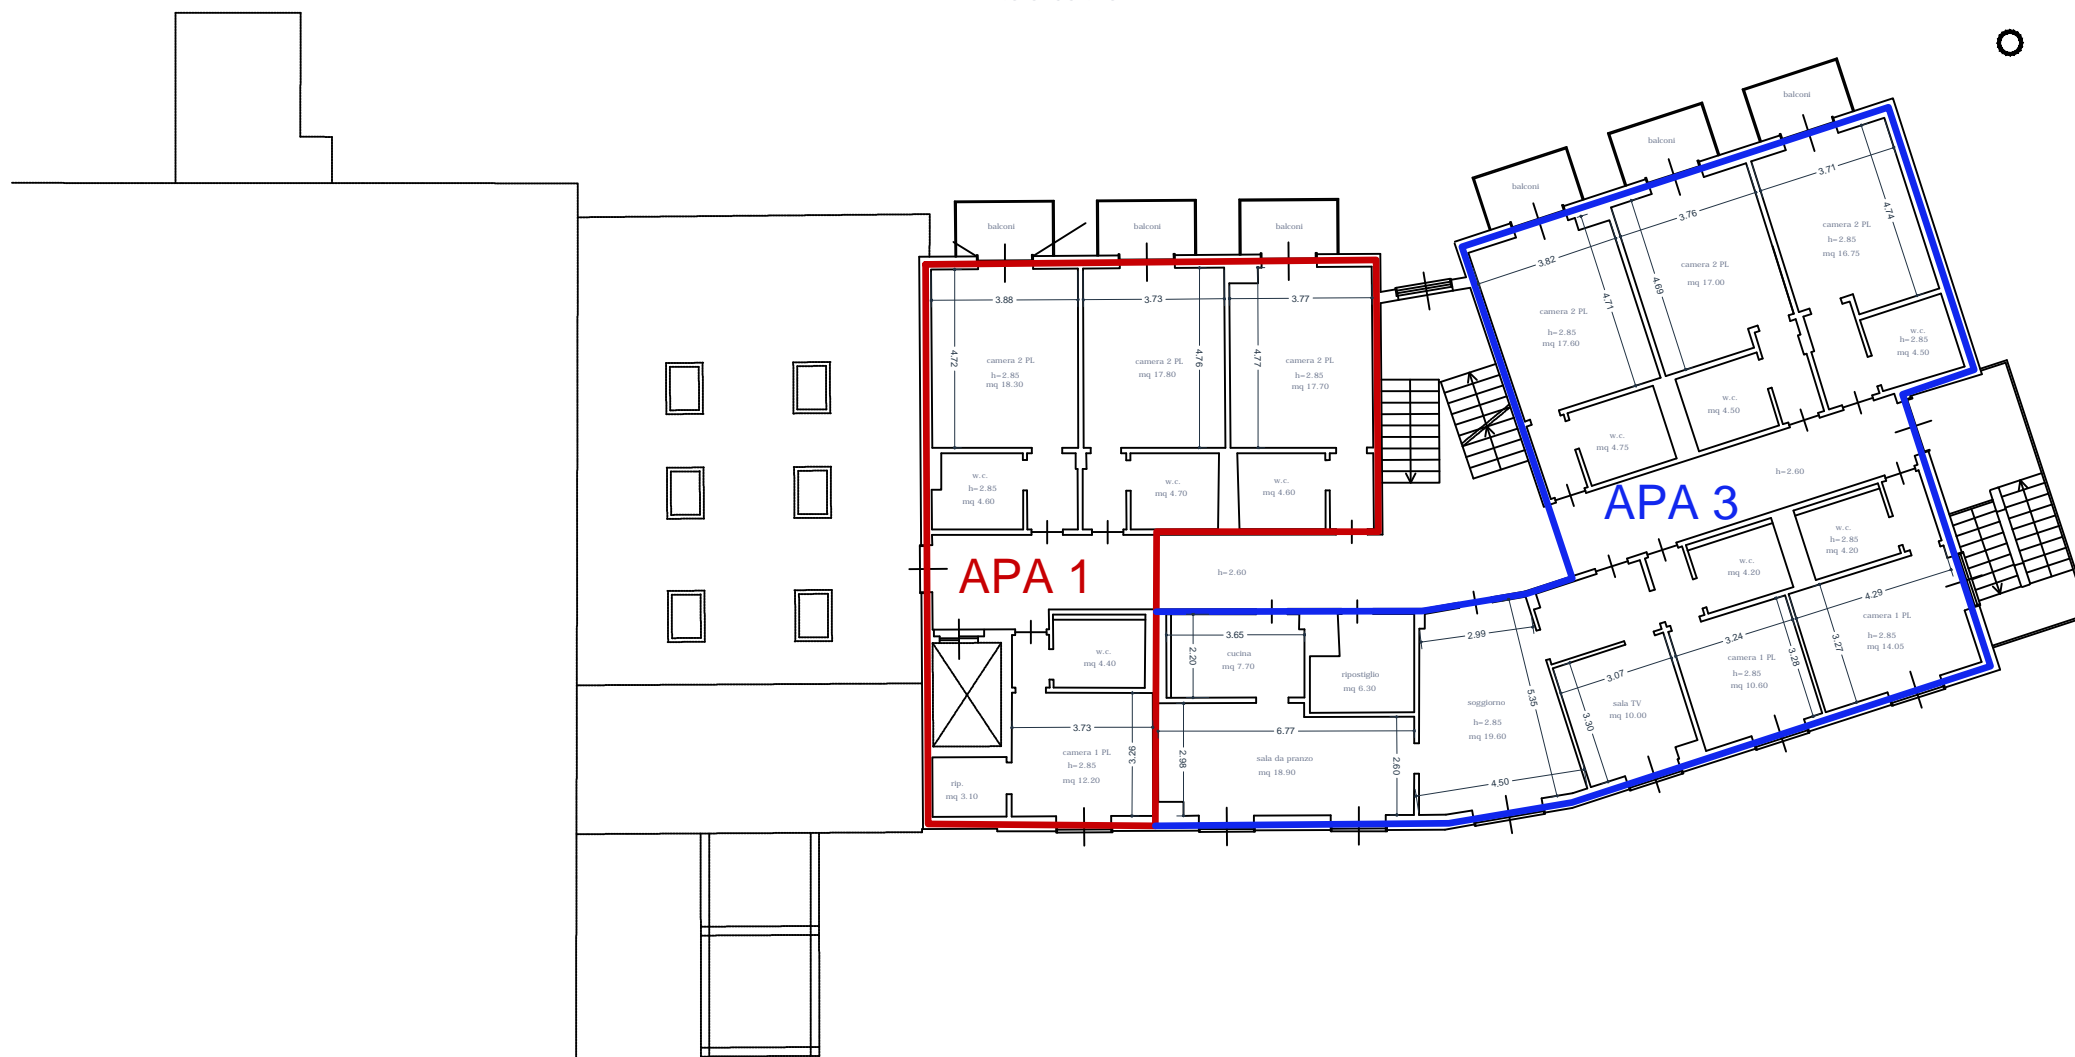 balconi
balconi
balconi
3.88
3.73
3.77
4.72
4.76
4.77
camera 2 PL
h=2.85
mq 18.30
camera 2 PL
mq 17.80
camera 2 PL
h=2.85
mq 17.70
w.c.
h=2.85
mq 4.60
w.c.
mq 4.70
w.c.
mq 4.60
APA 1
h=2.60
w.c.
mq 4.40
3.73
3.26
camera 1 PL
h=2.85
mq 12.20
rip.
mq 3.10
3.65
2.20
cucina
mq 7.70
ripostiglio
mq 6.30
6.77
2.98
2.60
sala da pranzo
mq 18.90
2.99
5.35
soggiorno
h=2.85
mq 19.60
4.50
balconi
balconi
balconi
3.82
3.76
3.71
4.71
4.69
4.74
camera 2 PL
h=2.85
mq 17.60
camera 2 PL
mq 17.00
camera 2 PL
h=2.85
mq 16.75
w.c.
mq 4.75
w.c.
mq 4.50
w.c.
h=2.85
mq 4.50
h=2.60
APA 3
w.c.
mq 4.20
w.c.
h=2.85
mq 4.20
3.07
3.30
sala TV
mq 10.00
3.24
3.28
camera 1 PL
h=2.85
mq 10.60
4.29
3.27
camera 1 PL
h=2.85
mq 14.05